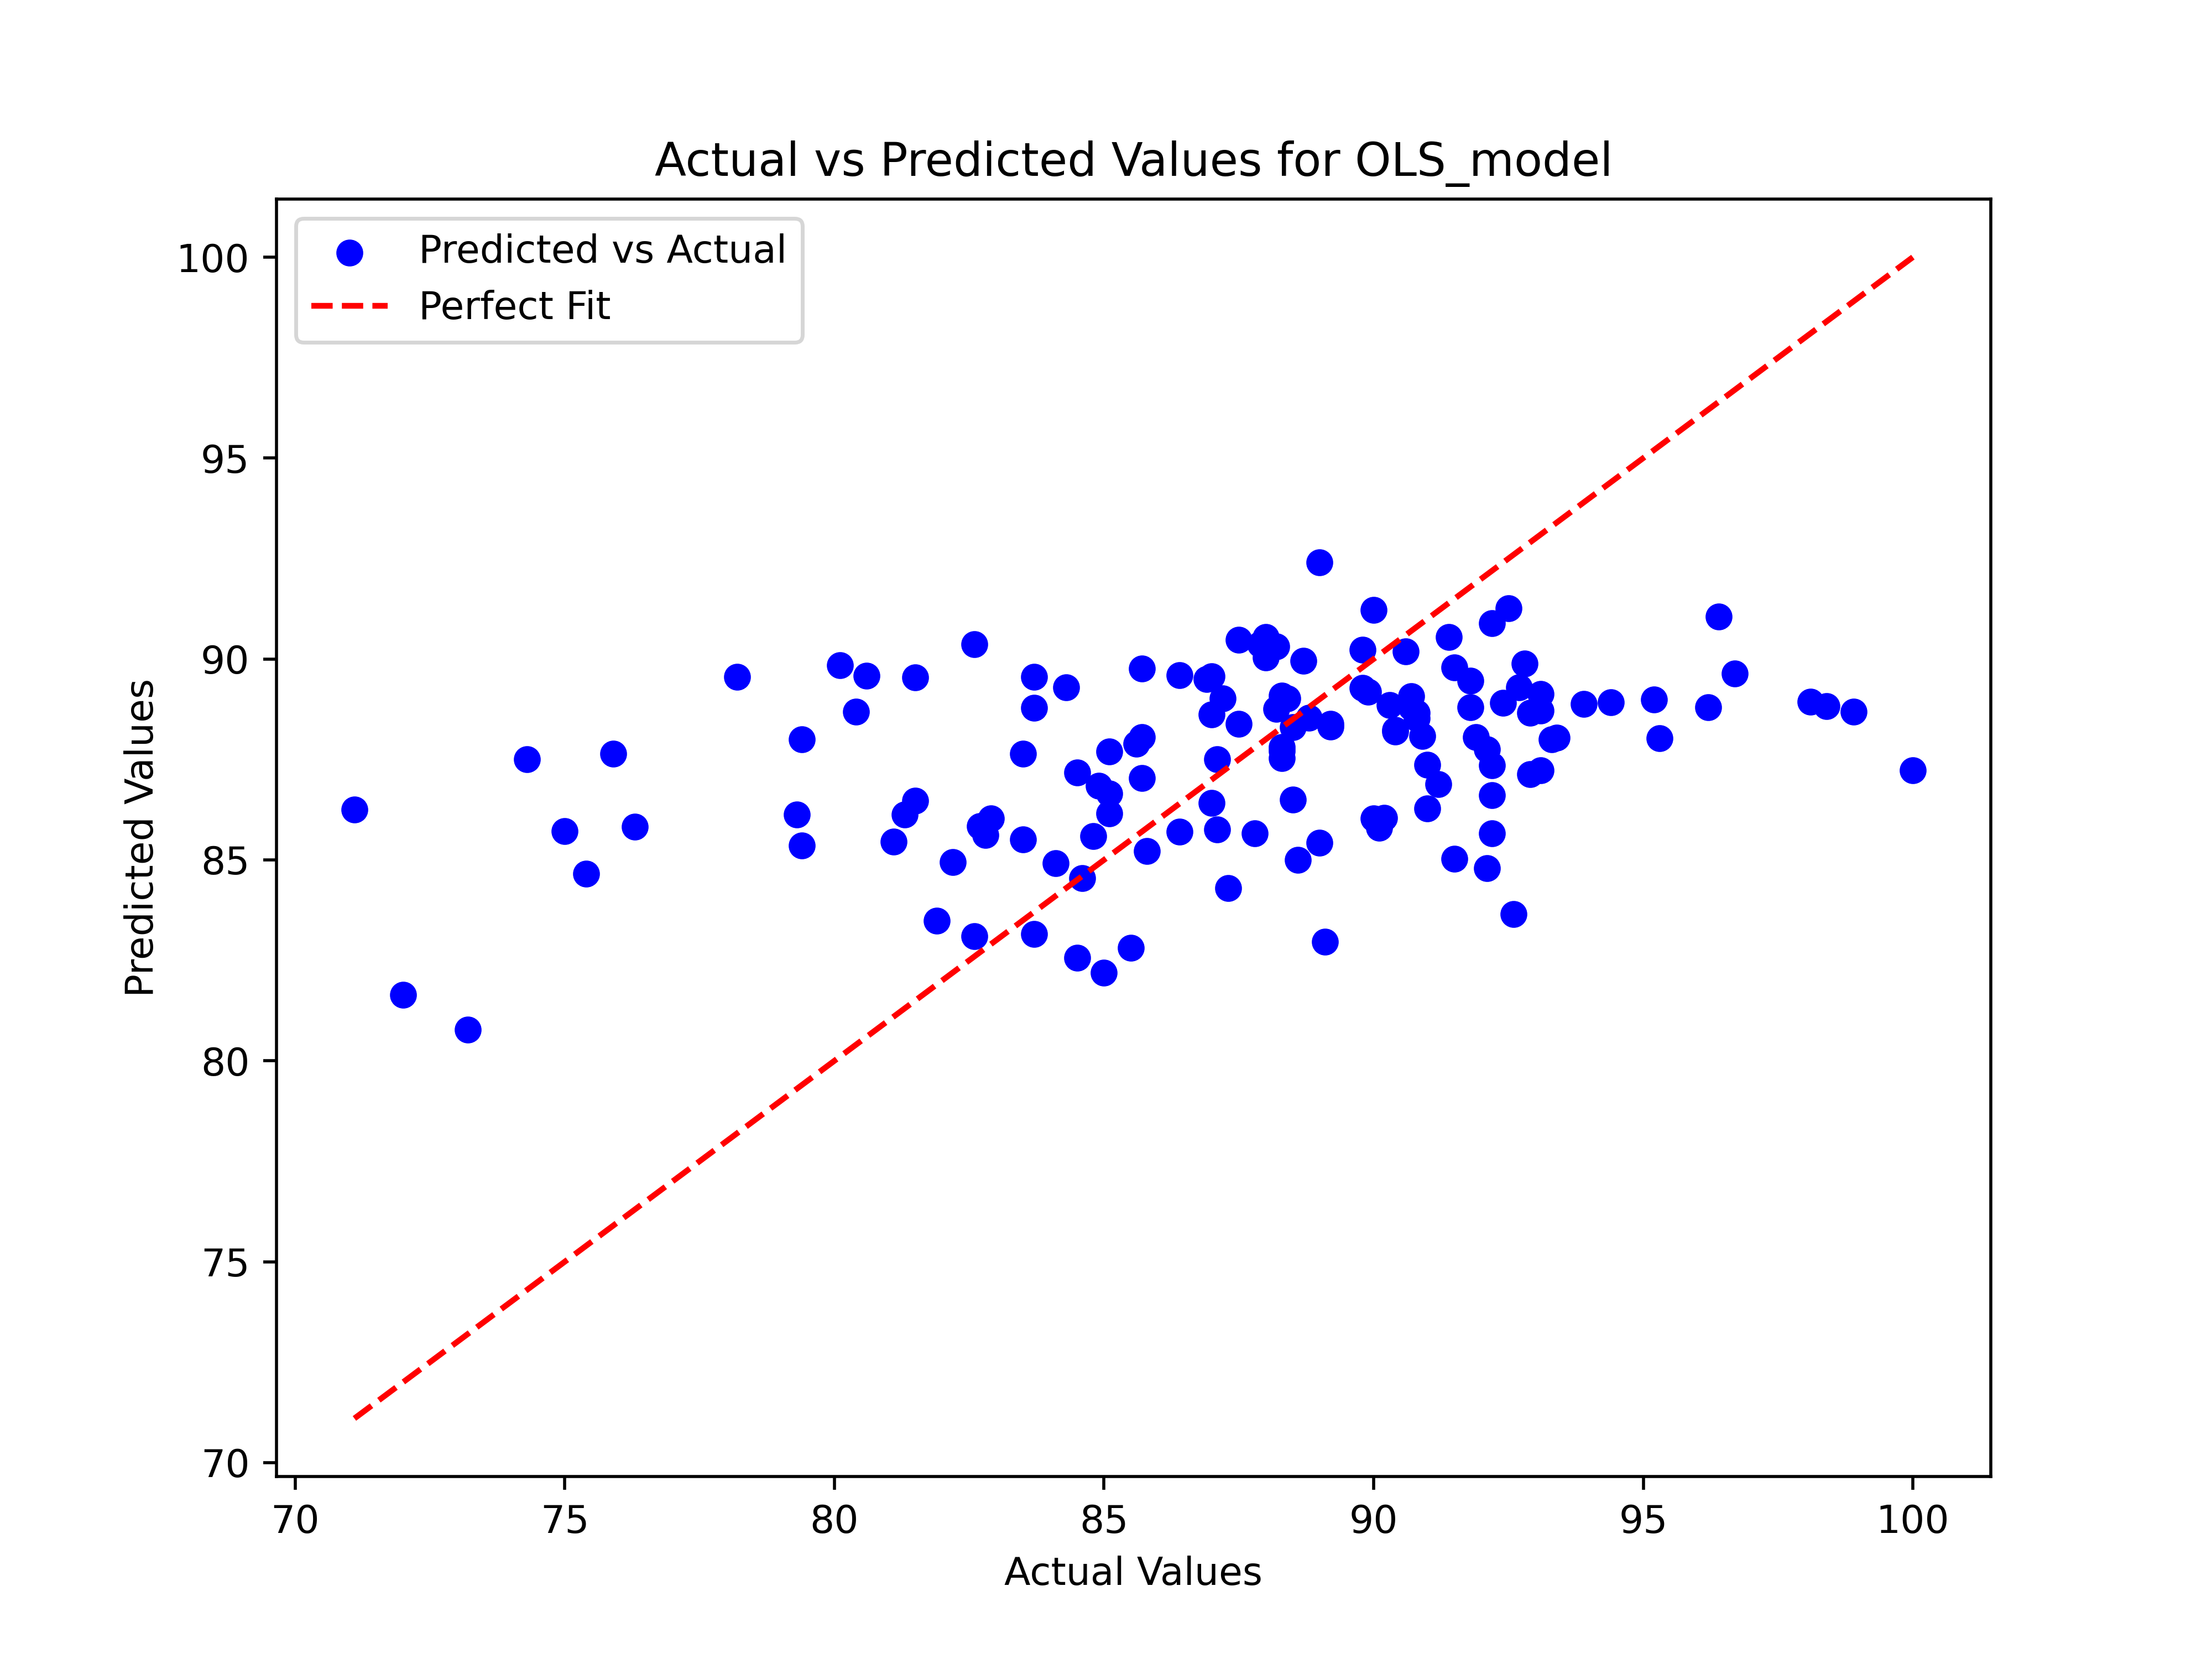 Actual vs Predicted Values for OLS_model
Predicted vs Actual
Perfect Fit
100
95
90
85
80
75
70
Predicted Values
70 75 80 85 90 95 100
Actual Values